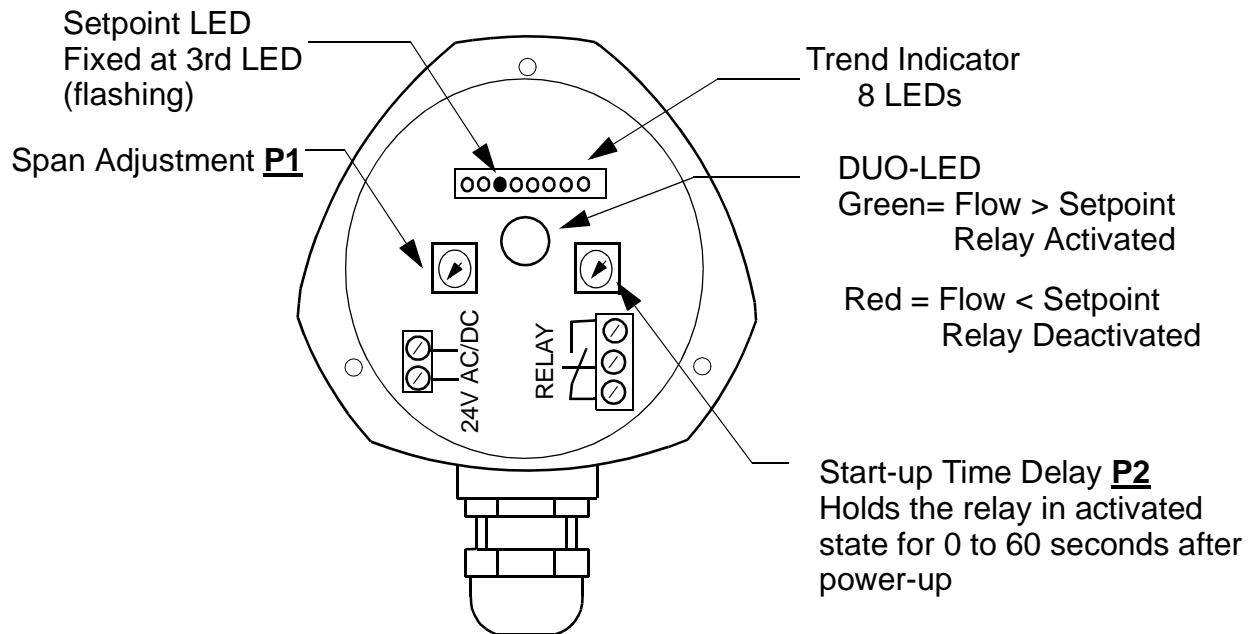 Setpoint LED
Fixed at 3rd LED
(flashing)
Span Adjustment P1
Trend Indicator
8 LEDs
DUO-LED
Green= Flow > Setpoint
Relay Activated
Red = Flow < Setpoint
Relay Deactivated
24V AC/DC
RELAY
Start-up Time Delay P2
Holds the relay in activated
state for 0 to 60 seconds after
power-up